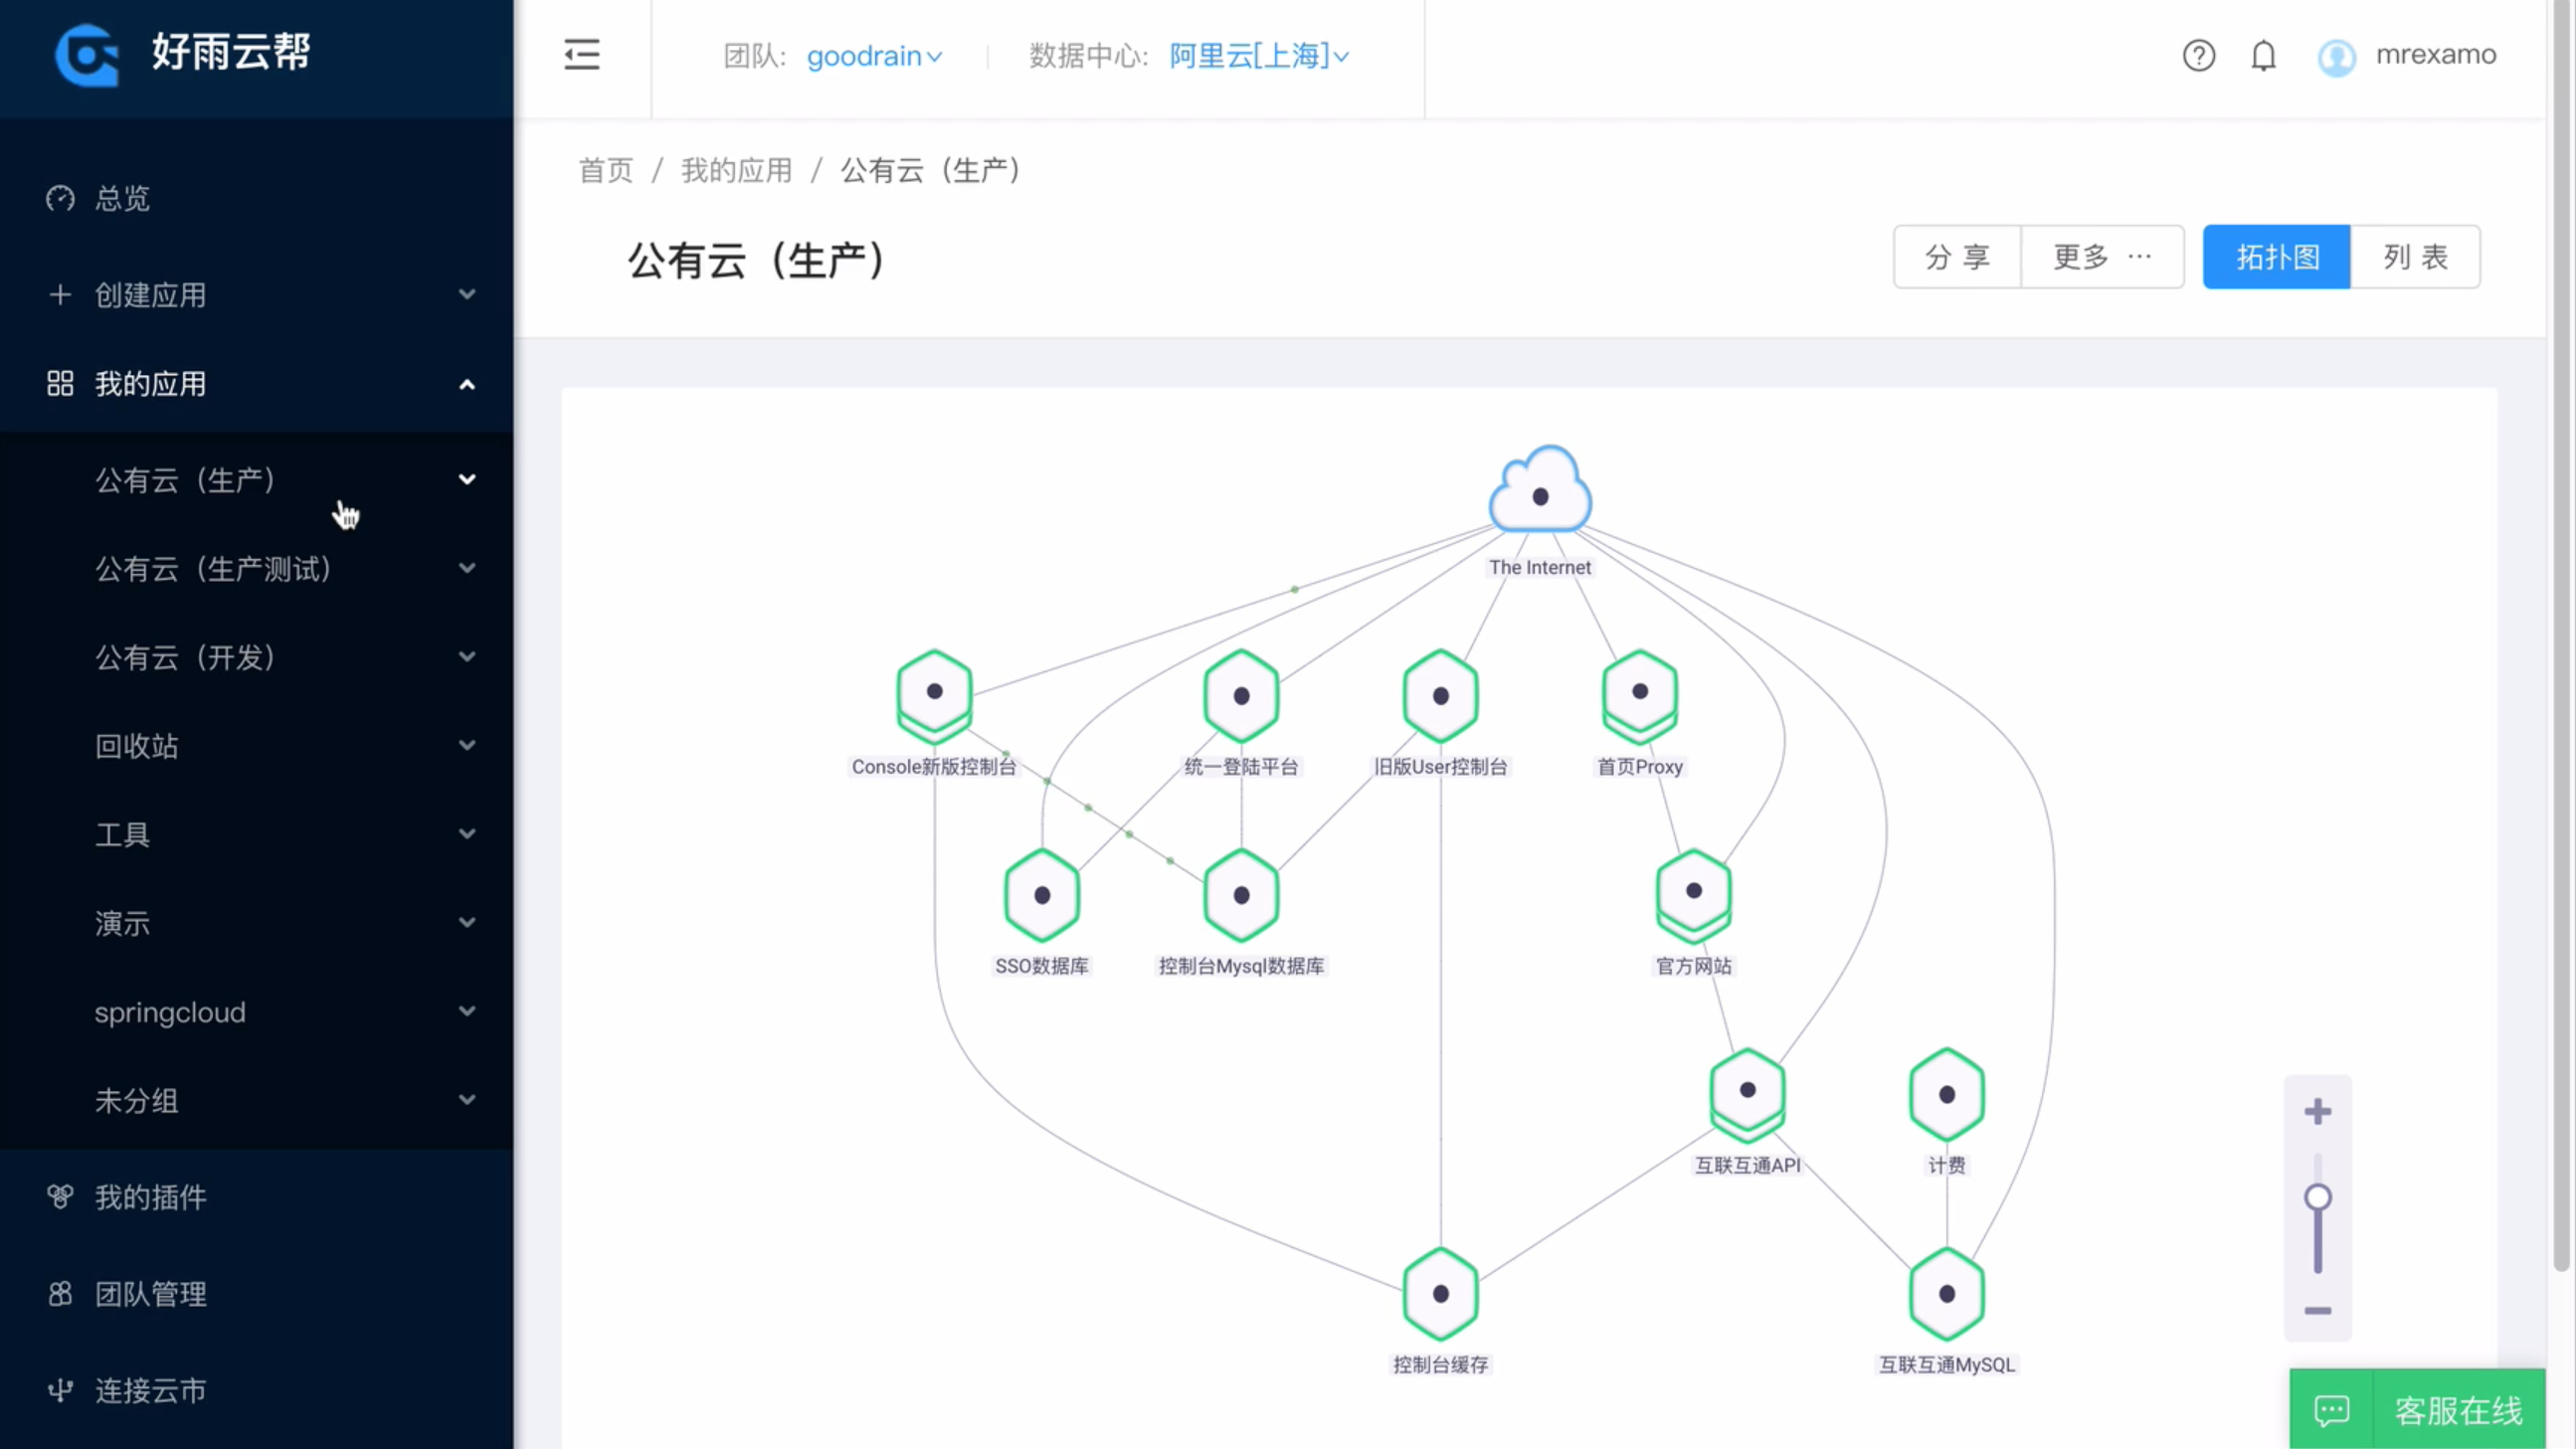 好雨云帮
团队: goodrain
数据中心: 阿里云[上海]
mrexamo
首页 / 我的应用 / 公有云（生产）
公有云（生产）
分 享
更多 ···
拓扑图
列 表
总览
创建应用
我的应用
公有云（生产）
公有云（生产测试）
公有云（开发）
回收站
工具
演示
springcloud
未分组
我的插件
团队管理
连接云市
The Internet
Console新版控制台
统一登陆平台
旧版User控制台
首页Proxy
SSO数据库
控制台Mysql数据库
官方网站
互联互通API
计费
控制台缓存
互联互通MySQL
客服在线